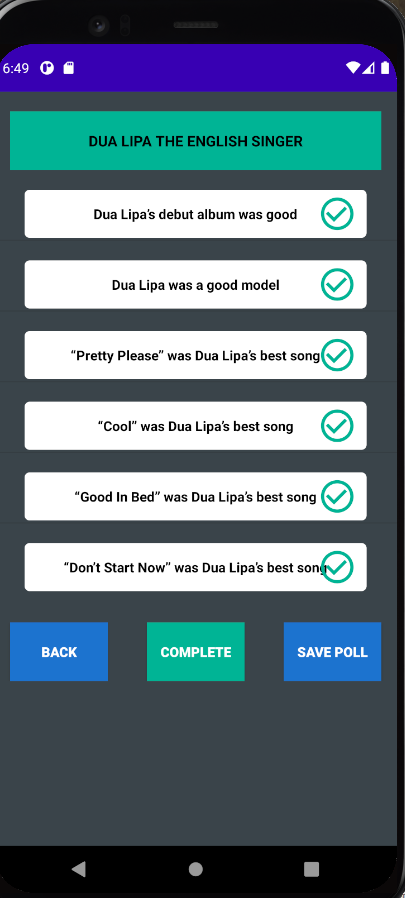 6:49
DUA LIPA THE ENGLISH SINGER
Dua Lipa's debut album was good
Dua Lipa was a good model
“Pretty Please” was Dua Lipa's best song
“Cool” was Dua Lipa's best song
“Good In Bed” was Dua Lipa's best song
“Don't Start Now” was Dua Lipa's best song
BACK
COMPLETE
SAVE POLL